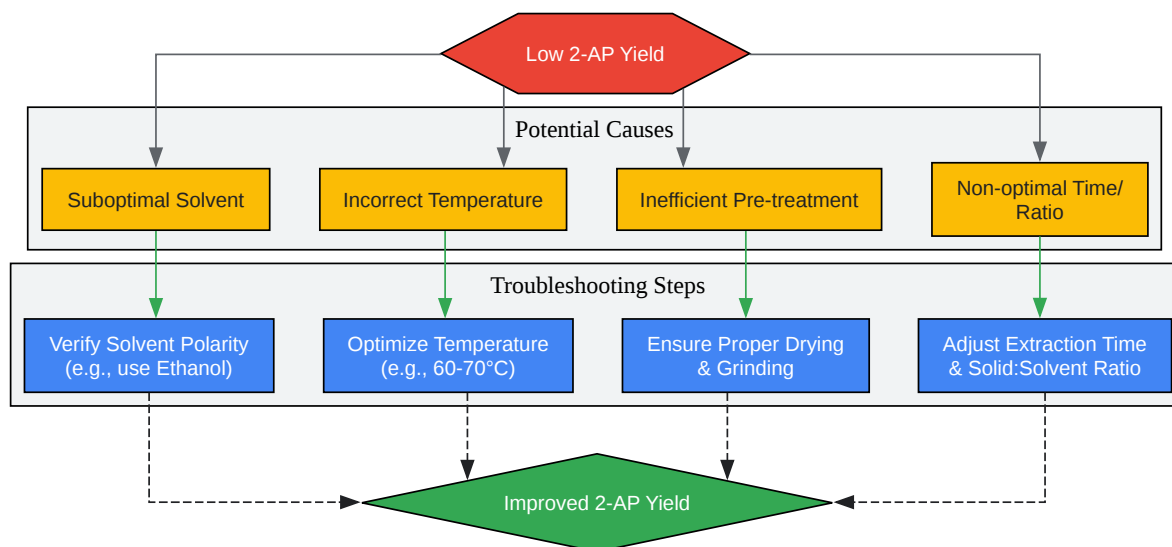 Low 2-AP Yield
Potential Causes
Suboptimal Solvent
Incorrect Temperature
Inefficient Pre-treatment
Non-optimal Time/
Ratio
Troubleshooting Steps
Verify Solvent Polarity
(e.g., use Ethanol)
Optimize Temperature
(e.g., 60-70°C)
Ensure Proper Drying
& Grinding
Adjust Extraction Time
& Solid:Solvent Ratio
Improved 2-AP Yield